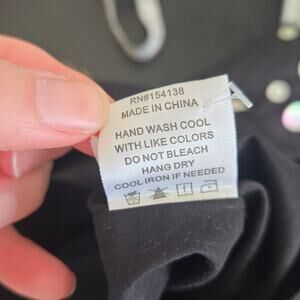 RN#154138
MADE IN CHINA
HAND WASH COOL
WITH LIKE COLORS
DO NOT BLEACH
HANG DRY
COOL IRON IF NEEDED